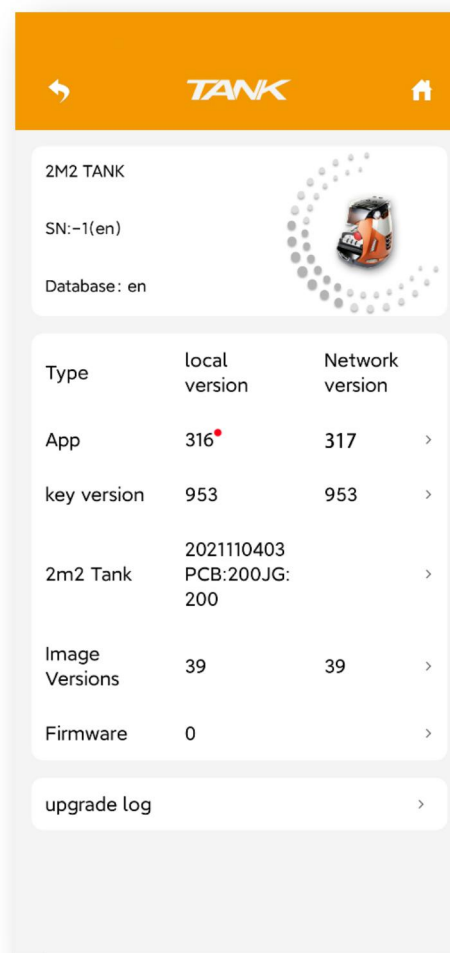 TANK
2M2 TANK
SN:-1(en)
Database: en
Type local version Network version
App 316 317
key version 953 953
2m2 Tank 2021110403 PCB:200JG: 200
Image Versions 39 39
Firmware 0
upgrade log